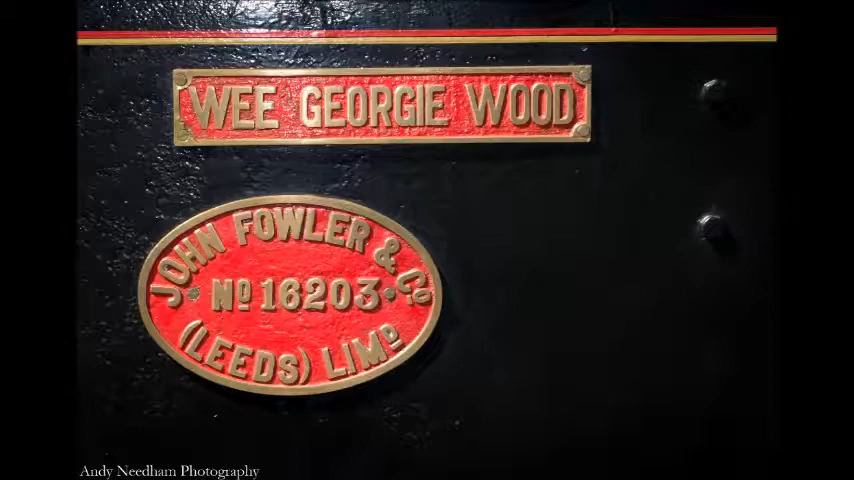 WEE GEORGIE WOOD
JOHN FOWLER & Co
No 16203
(LEEDS) LIMD
Andy Needham Photography